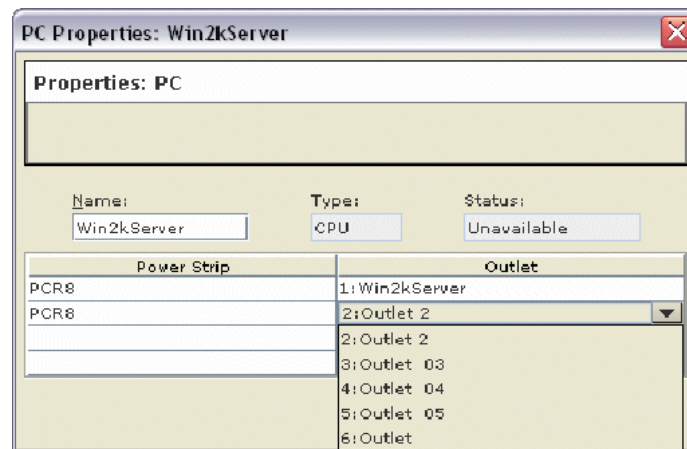 PC Properties: Win2kServer
Properties: PC
Name: Type: Status:
Win2kServer CPU Unavailable
Power Strip Outlet
PCR8 1:Win2kServer
PCR8 2:Outlet 2
2:Outlet 2
3:Outlet 03
4:Outlet 04
5:Outlet 05
6:Outlet